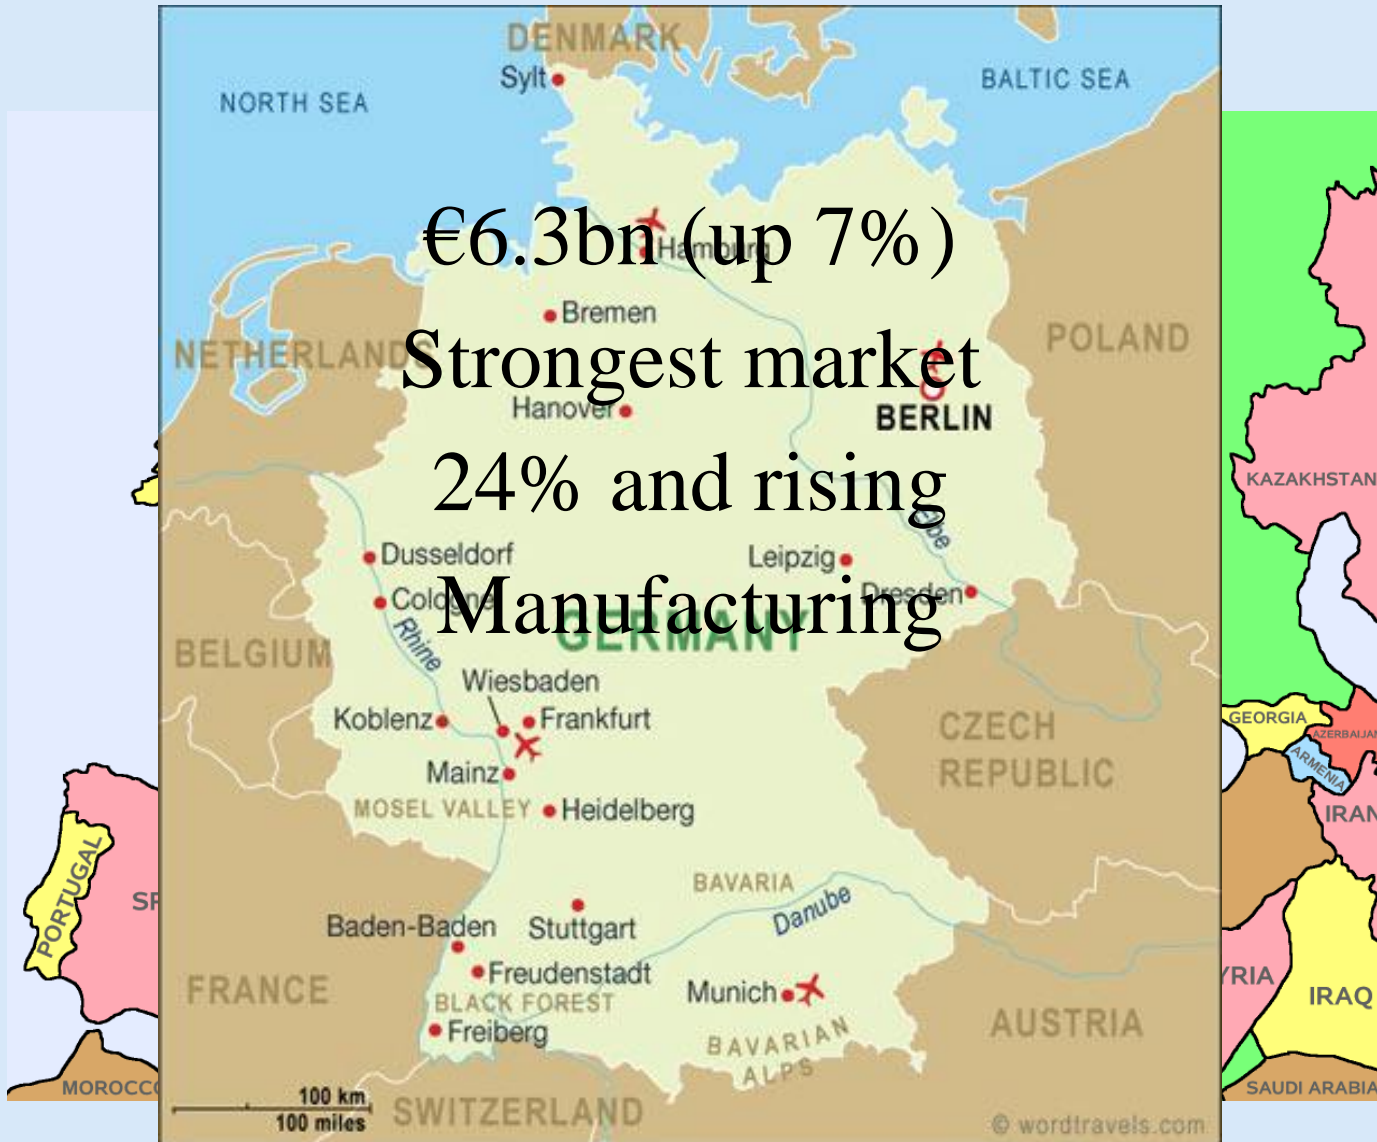 DENMARK
Sylt
NORTH SEA
BALTIC SEA
€6.3bn (up 7%)
Hamburg
Bremen
NETHERLANDS
POLAND
Strongest market
Hanover
BERLIN
24% and rising
KAZAKHSTAN
Elbe
Dusseldorf
Leipzig
Cologne
Dresden
Manufacturing
GERMANY
Rhine
BELGIUM
Wiesbaden
Koblenz
Frankfurt
GEORGIA
AZERBAIJAN
CZECH
REPUBLIC
ARMENIA
Mainz
MOSEL VALLEY
Heidelberg
IRAN
PORTUGAL
SP
BAVARIA
Danube
Baden-Baden
Stuttgart
Freudenstadt
YRIA
FRANCE
BLACK FOREST
Munich
IRAQ
Freiberg
AUSTRIA
BAVARIAN
ALPS
MOROCCO
100 km
100 miles
SWITZERLAND
SAUDI ARABIA
© wordtravels.com